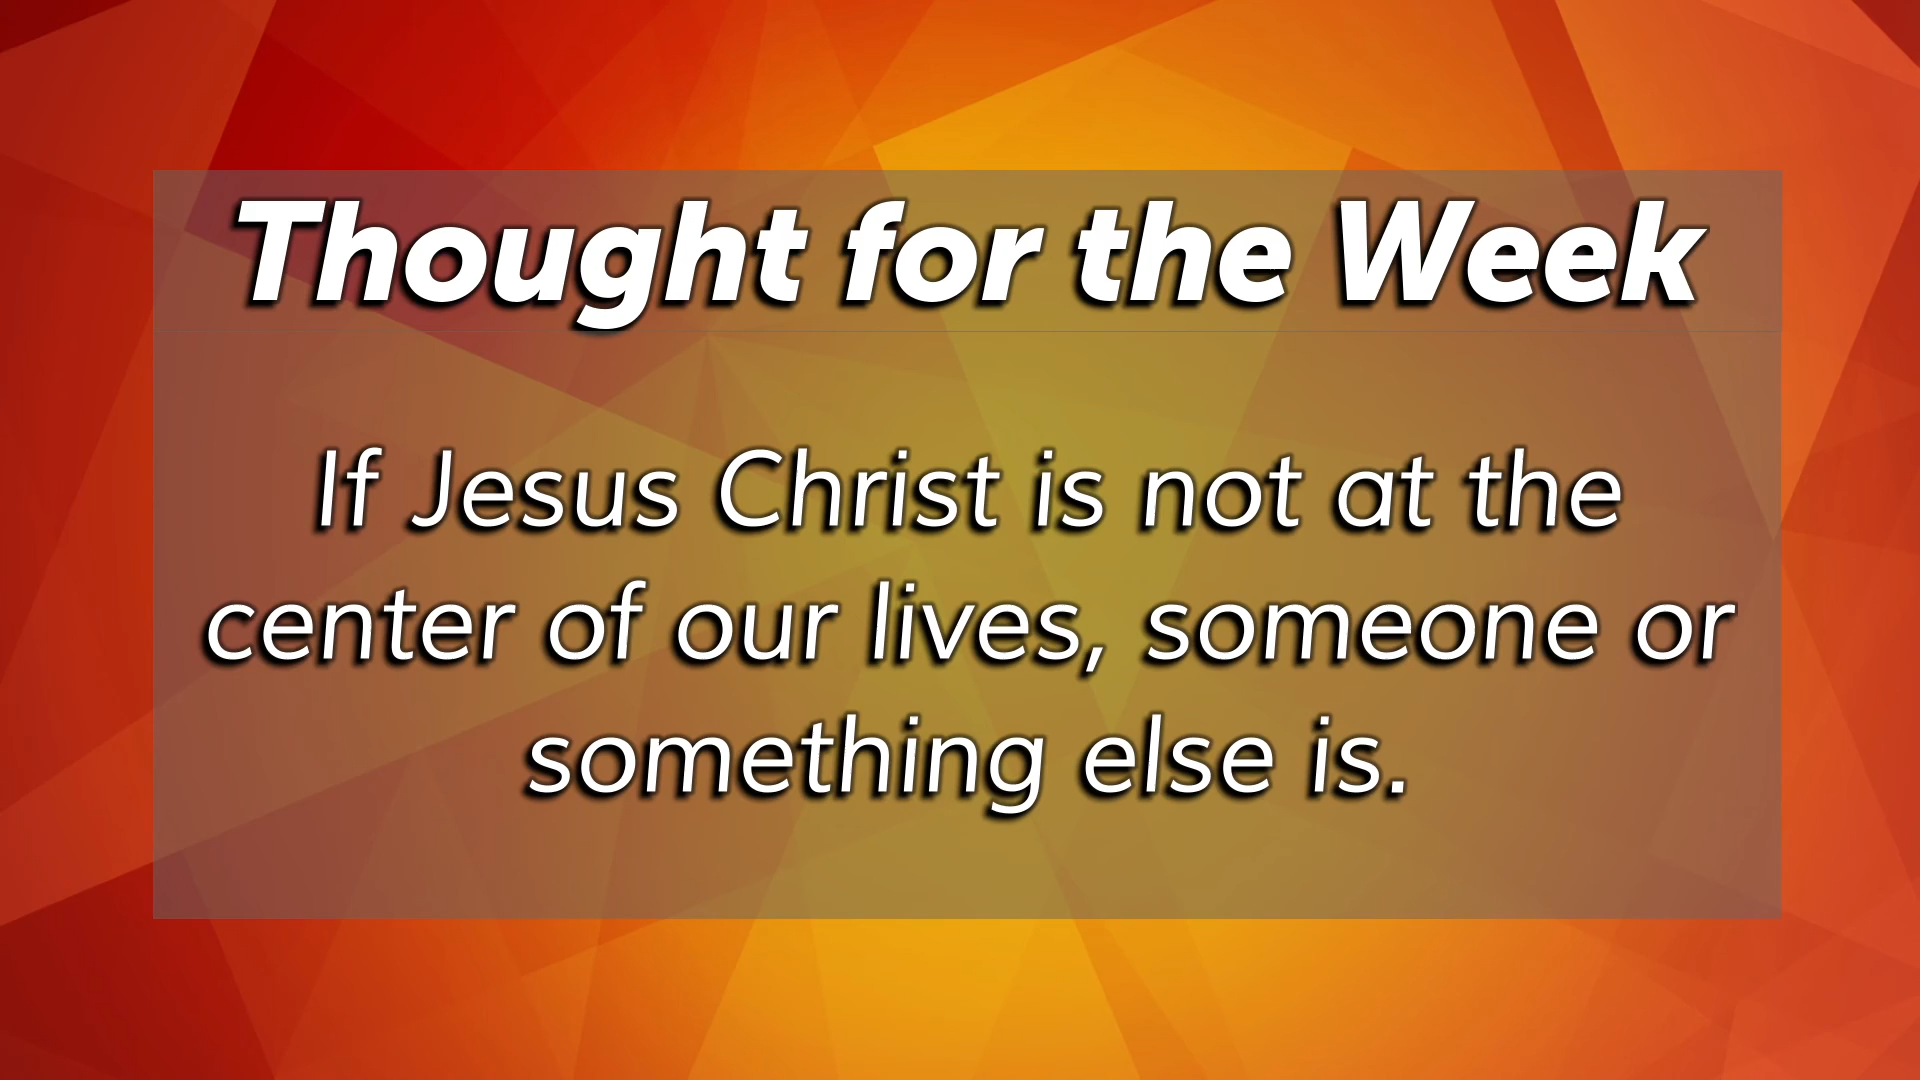 Thought for the Week
If Jesus Christ is not at the
center of our lives, someone or
something else is.